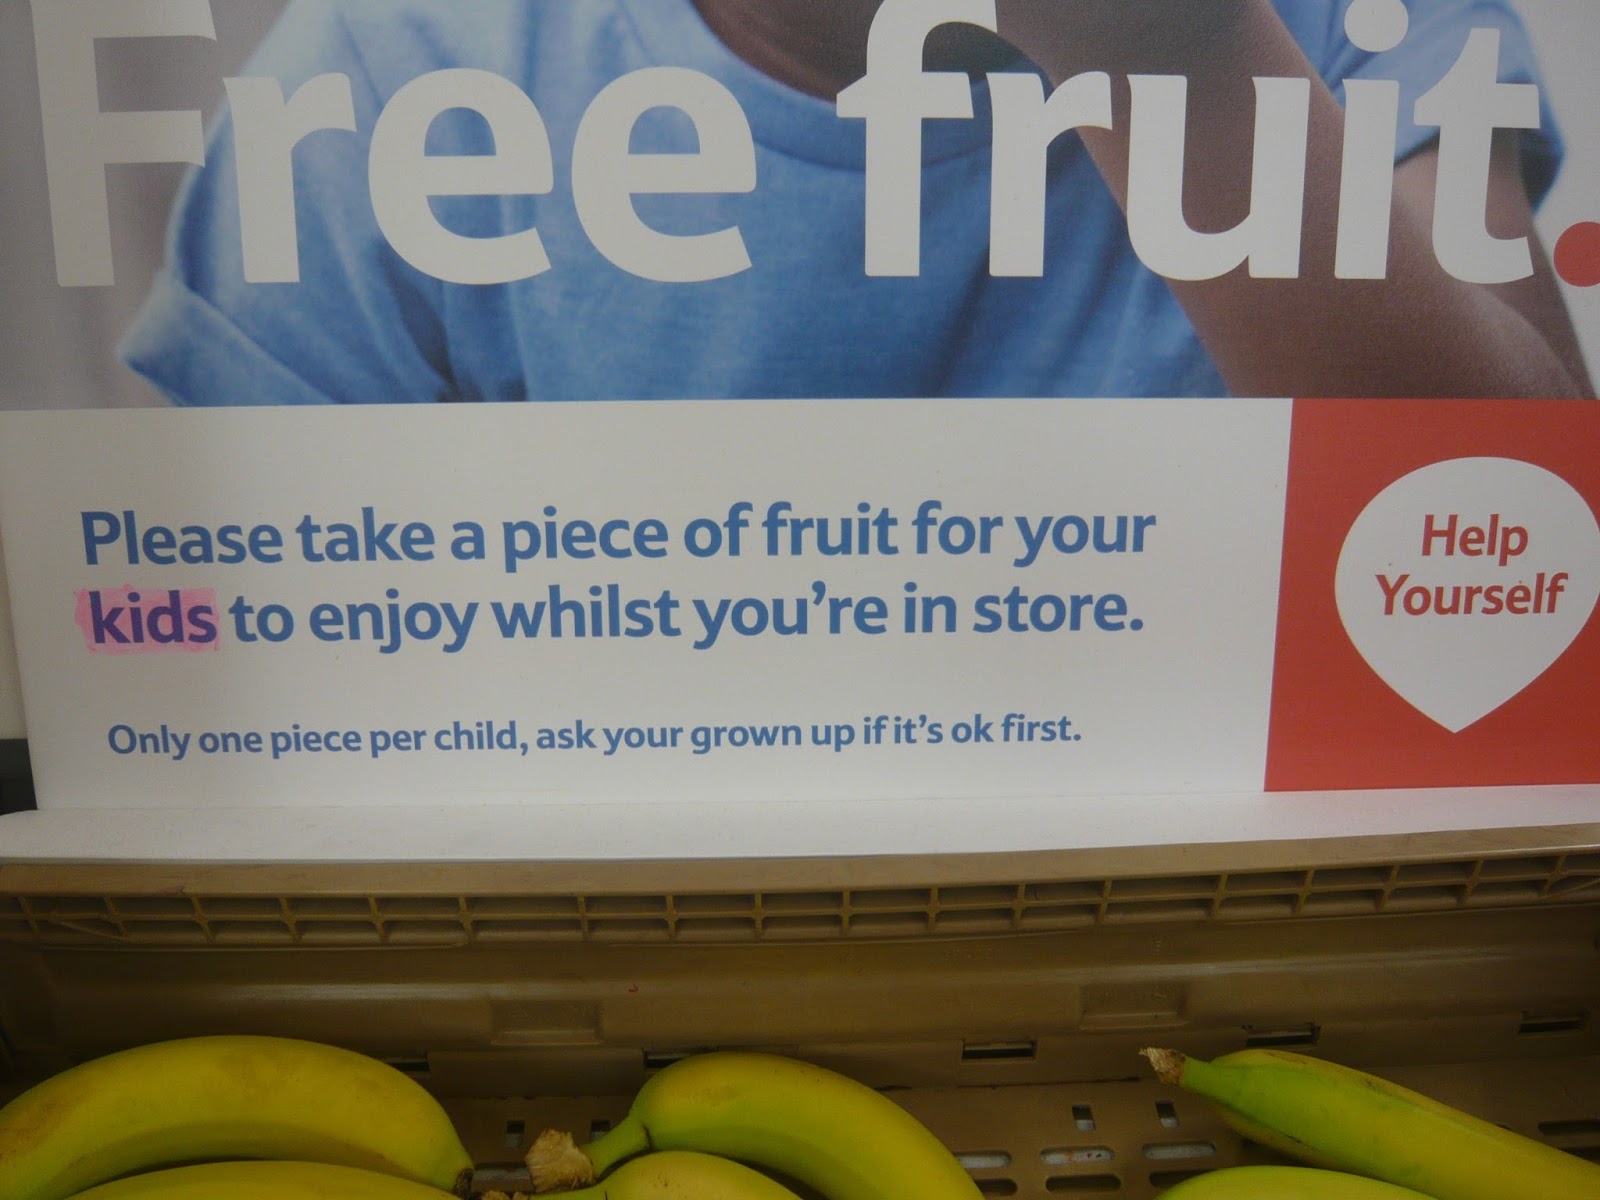 Free fruit.
Please take a piece of fruit for your
kids to enjoy whilst you're in store.
Only one piece per child, ask your grown up if it's ok first.
Help
Yourself